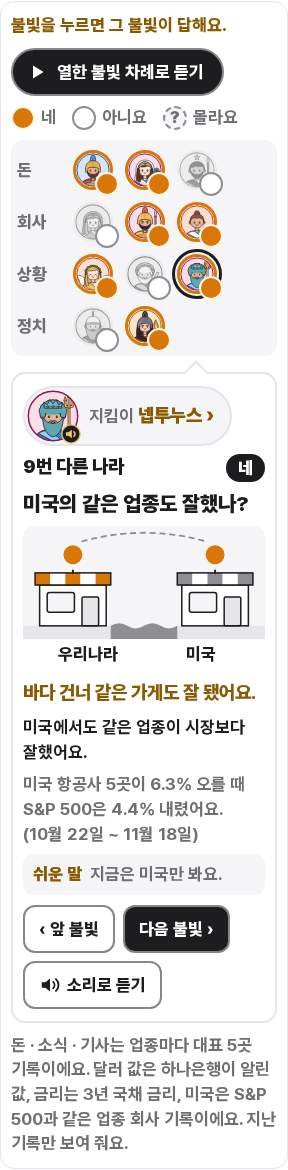 불빛을 누르면 그 불빛이 답해요.
▶ 열한 불빛 차례로 듣기
네 아니요 ? 몰라요
돈
회사
상황
정치
지킴이 넵투누스 ›
9번 다른 나라 네
미국의 같은 업종도 잘했나?
우리나라 미국
바다 건너 같은 가게도 잘 됐어요.
미국에서도 같은 업종이 시장보다
잘했어요.
미국 항공사 5곳이 6.3% 오를 때
S&P 500은 4.4% 내렸어요.
(10월 22일 ~ 11월 18일)
쉬운 말 지금은 미국만 봐요.
‹ 앞 불빛 다음 불빛 ›
소리로 듣기
돈 · 소식 · 기사는 업종마다 대표 5곳
기록이에요. 달러 값은 하나은행이 알린
값, 금리는 3년 국채 금리, 미국은 S&P
500과 같은 업종 회사 기록이에요. 지난
기록만 보여 줘요.